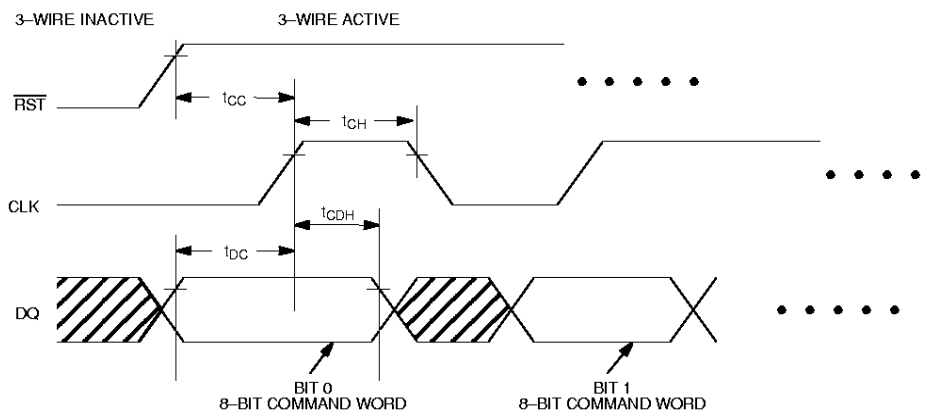 3–WIRE INACTIVE 3–WIRE ACTIVE
RST
tCC
tCH
CLK
tCDH
tDC
DQ
BIT 0
8–BIT COMMAND WORD
BIT 1
8–BIT COMMAND WORD